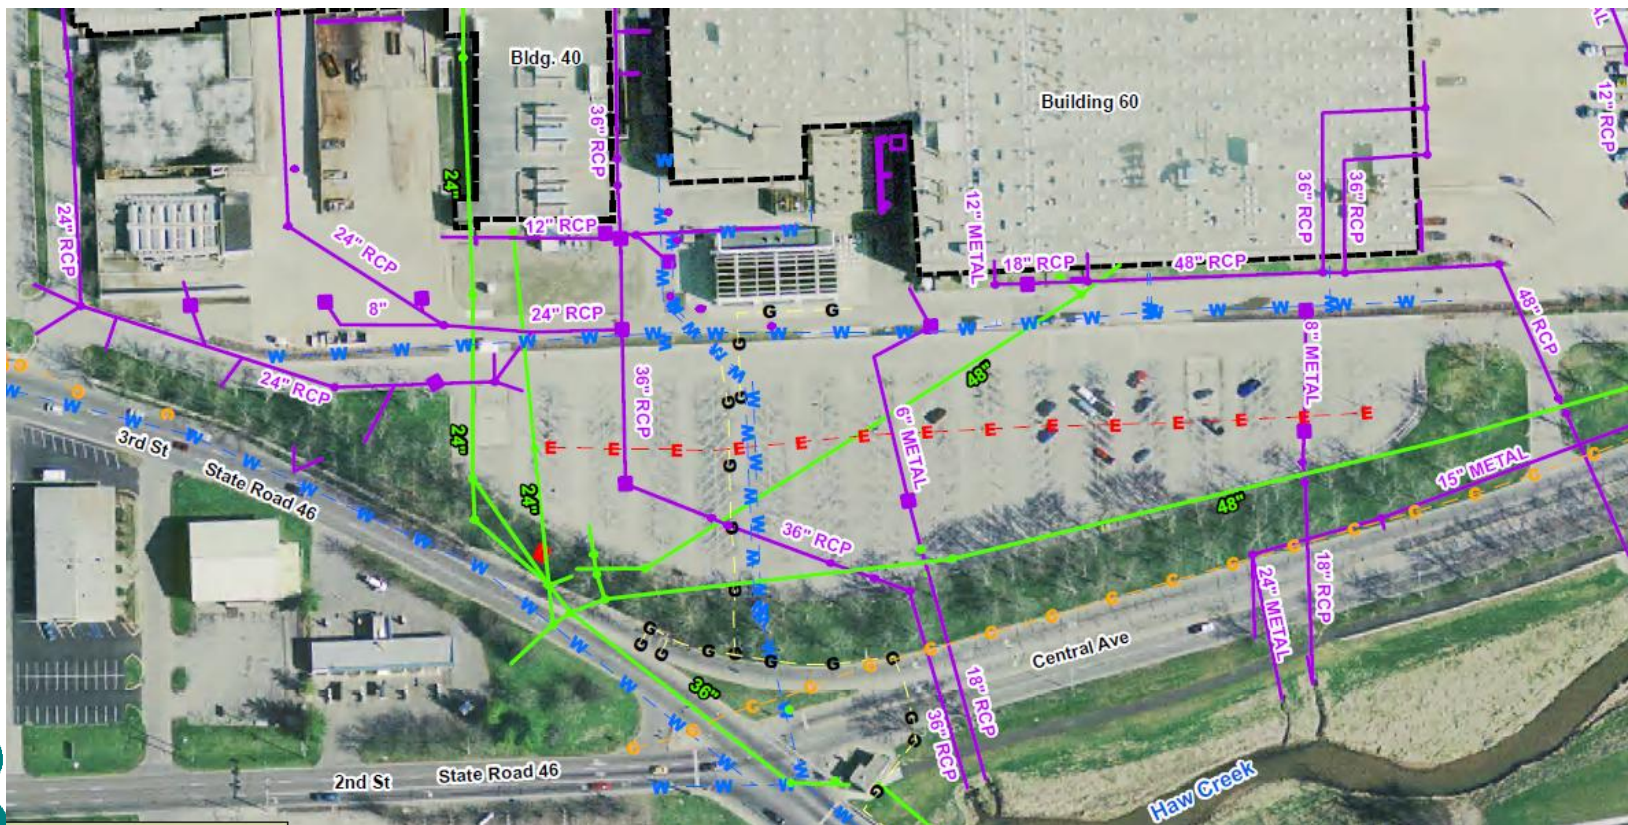 Bldg. 40
Building 60
36" RCP
12" RCP
24"
24" RCP
12" RCP
24" RCP
8"
24" RCP
12" METAL
18" RCP
48" RCP
36" RCP
36" RCP
48" RCP
24" RCP
36" RCP
48"
6" METAL
8" METAL
3rd St
State Road 46
24"
24"
36" RCP
48"
15" METAL
18" RCP
24" METAL
Central Ave
36"
18" RCP
36" RCP
2nd St
State Road 46
Haw Creek
W W W W W W W W W W W W W W W W
E E E E E E E E E E E E E E
G G G G G G G G G G G G